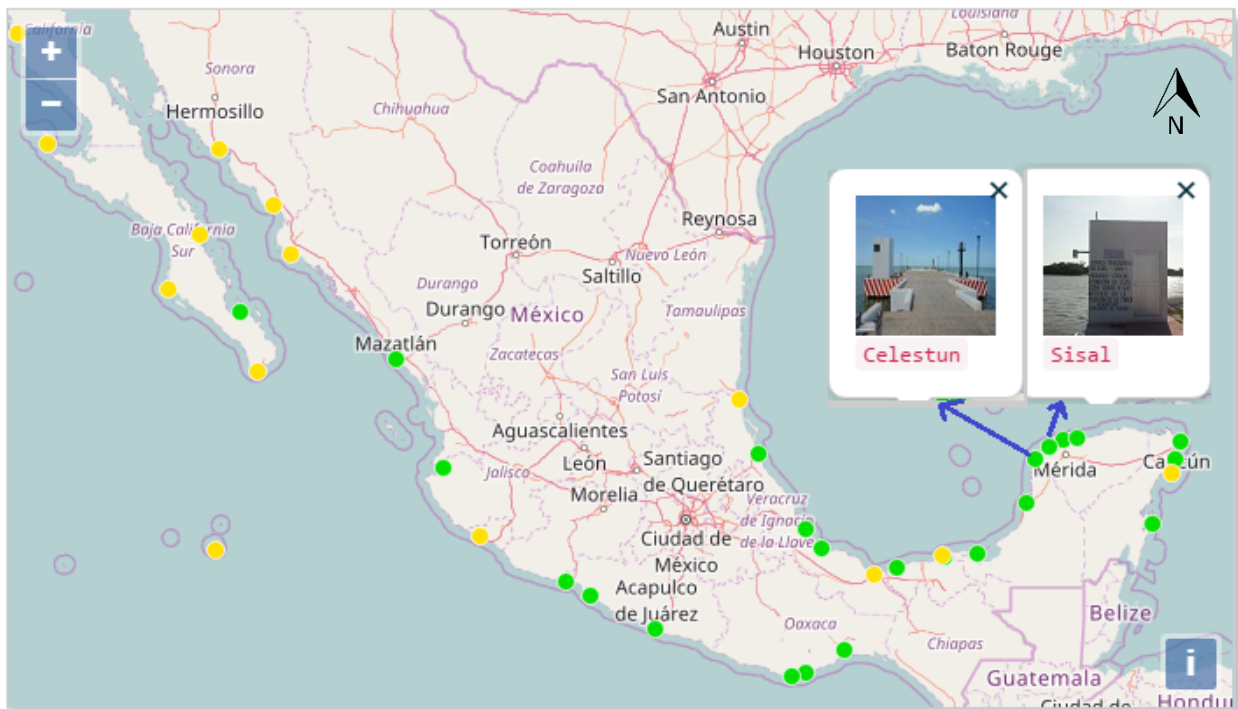 California
Louisiana
Austin
Houston
Baton Rouge
+
Sonora
−
San Antonio
Chihuahua
Hermosillo
N
Coahuila
de Zaragoza
Reynosa
Baja California
Sur
Torreón
Nuevo León
Saltillo
Durango
Durango
México
Tamaulipas
Mazatlán
Zacatecas
Celestun
Sisal
San Luis
Potosí
Aguascalientes
León
Santiago
de Querétaro
Jalisco
Mérida
Cancún
Morelia
Veracruz
de Ignacio
de la Llave
Ciudad de
México
Acapulco
de Juárez
Oaxaca
Belize
Chiapas
Guatemala
i
Ciudad de
Hondu